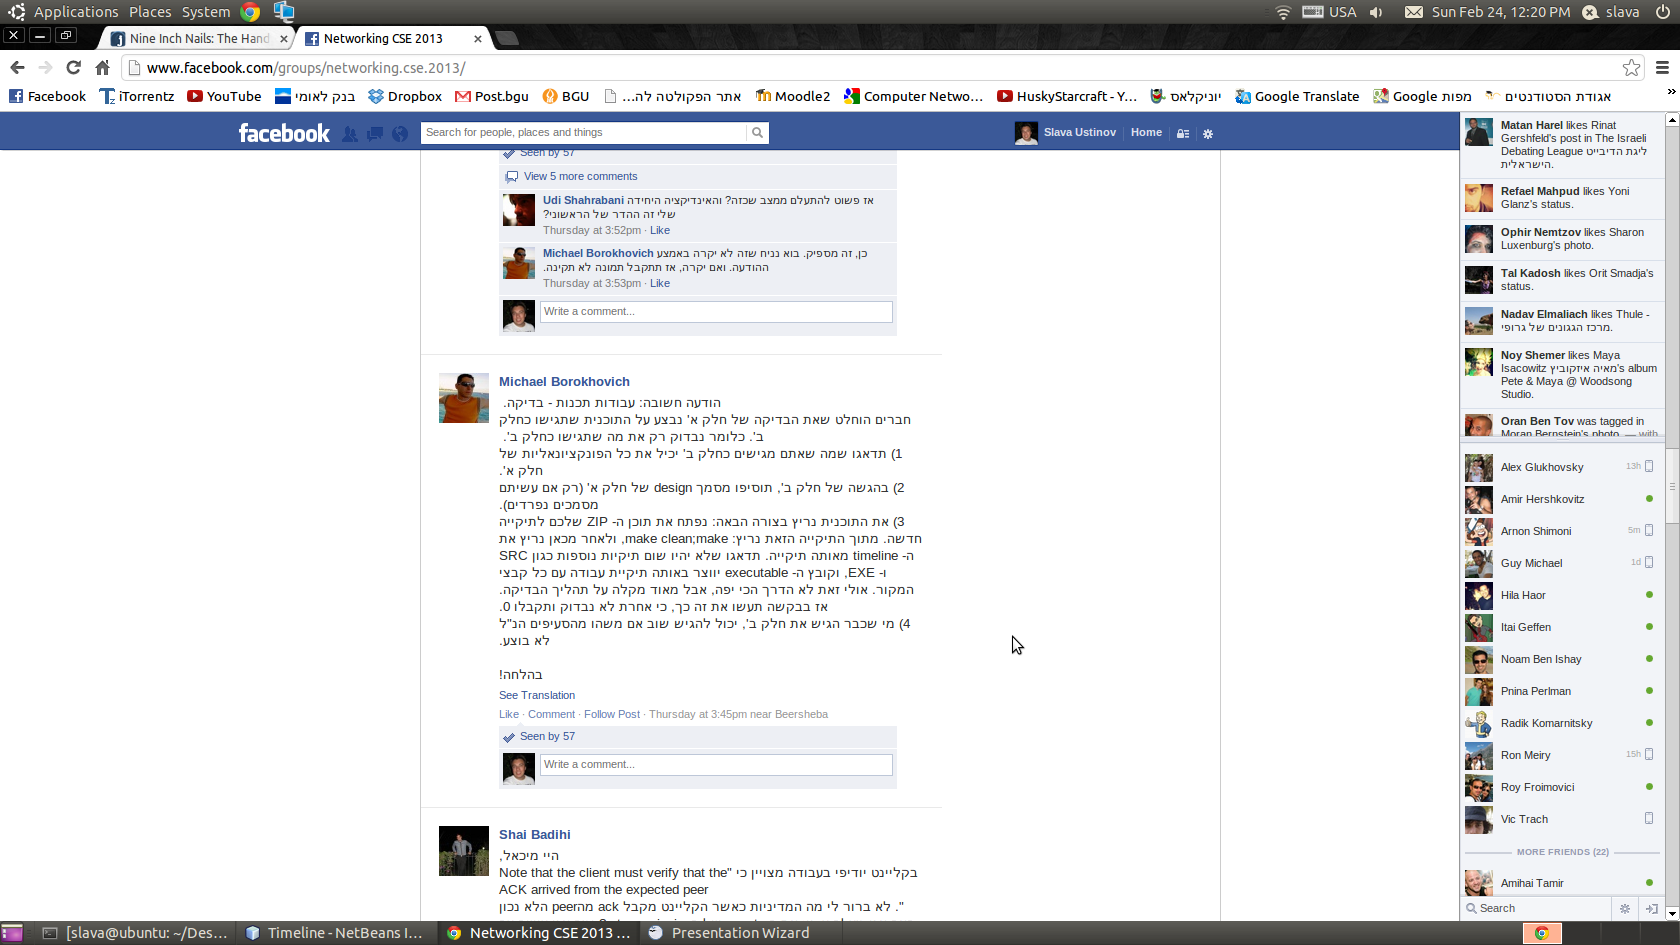 Applications Places System
USA
Sun Feb 24, 12:20 PM slava
Nine Inch Nails: The Hand
Networking CSE 2013
www.facebook.com/groups/networking.cse.2013/
Facebook iTorrentz YouTube בנק לאומי Dropbox Post.bgu BGU אתר הפקולטה לה... Moodle2 Computer Netwo... HuskyStarcraft - Y... יוניקלאס Google Translate Google מפות אגודת הסטודנטים »
facebook
Search for people, places and things
Slava Ustinov Home
Seen by 57
View 5 more comments
Udi Shahrabani אז פשוט להתעלם ממצב שכזה? והאינדיקציה היחידה
שלי זה ההדר של הראשוני?
Thursday at 3:52pm · Like
Michael Borokhovich כן, זה מספיק. בוא נניח שזה לא יקרה באמצע
ההודעה. ואם יקרה, אז תתקבל תמונה לא תקינה.
Thursday at 3:53pm · Like
Write a comment...
Michael Borokhovich
הודעה חשובה: עבודות תכנות - בדיקה.
חברים הוחלט שאת הבדיקה של חלק א' נבצע על התוכנית שתגישו כחלק
ב'. כלומר נבדוק רק את מה שתגישו כחלק ב'.
1) תדאגו שמה שאתם מגישים כחלק ב' יכיל את כל הפונקציונאליות של
חלק א'.
2) בהגשה של חלק ב', תוסיפו מסמך design של חלק א' (רק אם עשיתם
מסמכים נפרדים).
3) את התוכנית נריץ בצורה הבאה: נפתח את תוכן ה- ZIP שלכם לתיקייה
חדשה. מתוך התיקייה הזאת נריץ: make clean;make, ולאחר מכאן נריץ את
ה- timeline מאותה תיקייה. תדאגו שלא יהיו שום תיקיות נוספות כגון SRC
ו- EXE, וקובץ ה- executable יווצר באותה תיקיית עבודה עם כל קבצי
המקור. אולי זאת לא הדרך הכי יפה, אבל מאוד מקלה על תהליך הבדיקה.
אז בבקשה תעשו את זה כך, כי אחרת לא נבדוק ותקבלו 0.
4) מי שכבר הגיש את חלק ב', יכול להגיש שוב אם משהו מהסעיפים הנ"ל
לא בוצע.
בהלחה!
See Translation
Like · Comment · Follow Post · Thursday at 3:45pm near Beersheba
Seen by 57
Write a comment...
Shai Badihi
היי מיכאל,
בקליינט יודיפי בעבודה מצויין כי "Note that the client must verify that the
ACK arrived from the expected peer
". לא ברור לי מה המדיניות כאשר הקליינט מקבל ack מהpeer הלא נכון
Matan Harel likes Rinat
Gershfeld's post in The Israeli
Debating League ליגת הדיבייט
הישראלית.
Refael Mahpud likes Yoni
Glanz's status.
Ophir Nemtzov likes Sharon
Luxenburg's photo.
Tal Kadosh likes Orit Smadja's
status.
Nadav Elmaliach likes Thule -
מרכז הגגונים של גרופי.
Noy Shemer likes Maya
Isacowitz מאיה איזקוביץ's album
Pete & Maya @ Woodsong
Studio.
Oran Ben Tov was tagged in
Moran Bernstein's photo. — with
Alex Glukhovsky 13h
Amir Hershkovitz
Arnon Shimoni 5m
Guy Michael 1d
Hila Haor
Itai Geffen
Noam Ben Ishay
Pnina Perlman
Radik Komarnitsky
Ron Meiry 15h
Roy Froimovici
Vic Trach
MORE FRIENDS (22)
Amihai Tamir
Search
[slava@ubuntu: ~/Des... Timeline - NetBeans I... Networking CSE 2013 ... Presentation Wizard